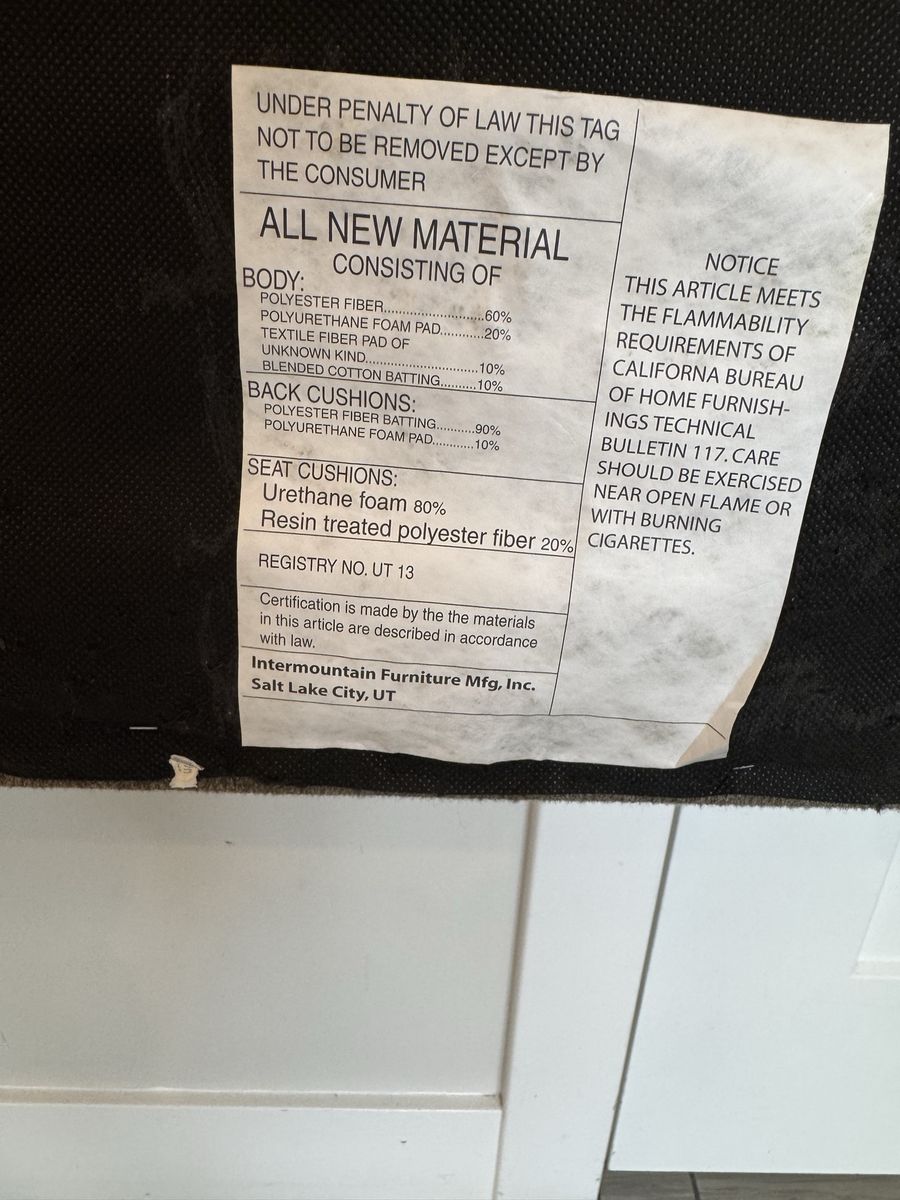 UNDER PENALTY OF LAW THIS TAG
NOT TO BE REMOVED EXCEPT BY
THE CONSUMER
ALL NEW MATERIAL
CONSISTING OF
BODY:
POLYESTER FIBER........................60%
POLYURETHANE FOAM PAD...........20%
TEXTILE FIBER PAD OF
UNKNOWN KIND...........................10%
BLENDED COTTON BATTING.........10%
BACK CUSHIONS:
POLYESTER FIBER BATTING..........90%
POLYURETHANE FOAM PAD...........10%
SEAT CUSHIONS:
Urethane foam 80%
Resin treated polyester fiber 20%
REGISTRY NO. UT 13
Certification is made by the the materials
in this article are described in accordance
with law.
Intermountain Furniture Mfg, Inc.
Salt Lake City, UT
NOTICE
THIS ARTICLE MEETS
THE FLAMMABILITY
REQUIREMENTS OF
CALIFORNA BUREAU
OF HOME FURNISH-
INGS TECHNICAL
BULLETIN 117. CARE
SHOULD BE EXERCISED
NEAR OPEN FLAME OR
WITH BURNING
CIGARETTES.